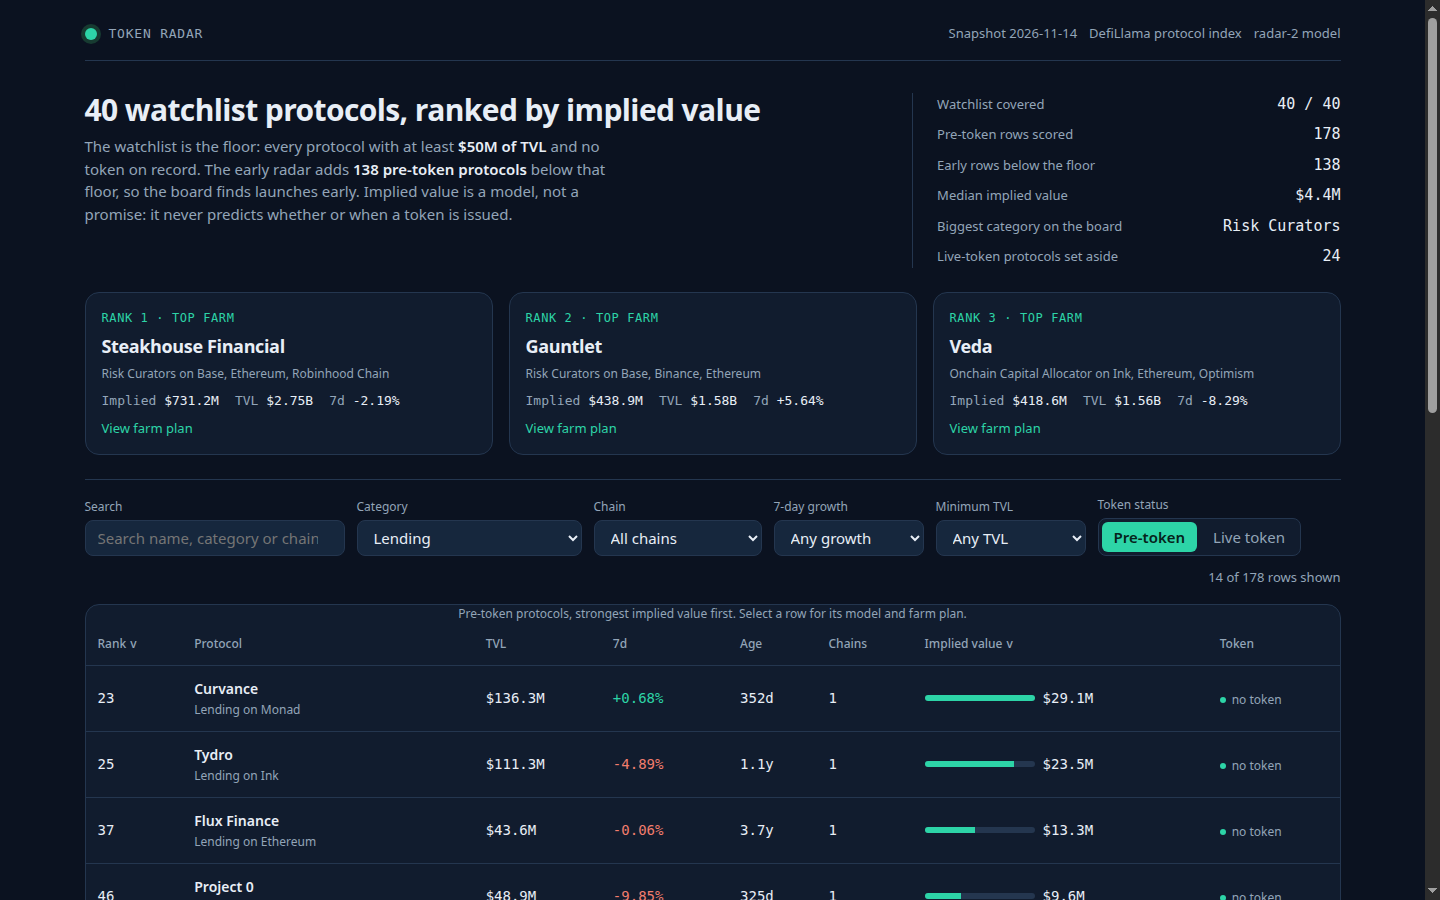 TOKEN RADAR
Snapshot 2026-11-14 DefiLlama protocol index radar-2 model
40 watchlist protocols, ranked by implied value
The watchlist is the floor: every protocol with at least $50M of TVL and no
token on record. The early radar adds 138 pre-token protocols below that
floor, so the board finds launches early. Implied value is a model, not a
promise: it never predicts whether or when a token is issued.
Watchlist covered 40 / 40
Pre-token rows scored 178
Early rows below the floor 138
Median implied value $4.4M
Biggest category on the board Risk Curators
Live-token protocols set aside 24
RANK 1 · TOP FARM
Steakhouse Financial
Risk Curators on Base, Ethereum, Robinhood Chain
Implied $731.2M TVL $2.75B 7d -2.19%
View farm plan
RANK 2 · TOP FARM
Gauntlet
Risk Curators on Base, Binance, Ethereum
Implied $438.9M TVL $1.58B 7d +5.64%
View farm plan
RANK 3 · TOP FARM
Veda
Onchain Capital Allocator on Ink, Ethereum, Optimism
Implied $418.6M TVL $1.56B 7d -8.29%
View farm plan
Search Category Chain 7-day growth Minimum TVL Token status
Search name, category or chain Lending All chains Any growth Any TVL Pre-token Live token
14 of 178 rows shown
Pre-token protocols, strongest implied value first. Select a row for its model and farm plan.
Rank v Protocol TVL 7d Age Chains Implied value v Token
23 Curvance $136.3M +0.68% 352d 1 $29.1M no token
Lending on Monad
25 Tydro $111.3M -4.89% 1.1y 1 $23.5M no token
Lending on Ink
37 Flux Finance $43.6M -0.06% 3.7y 1 $13.3M no token
Lending on Ethereum
46 Project 0 $48.9M -9.85% 325d 1 $9.6M no token